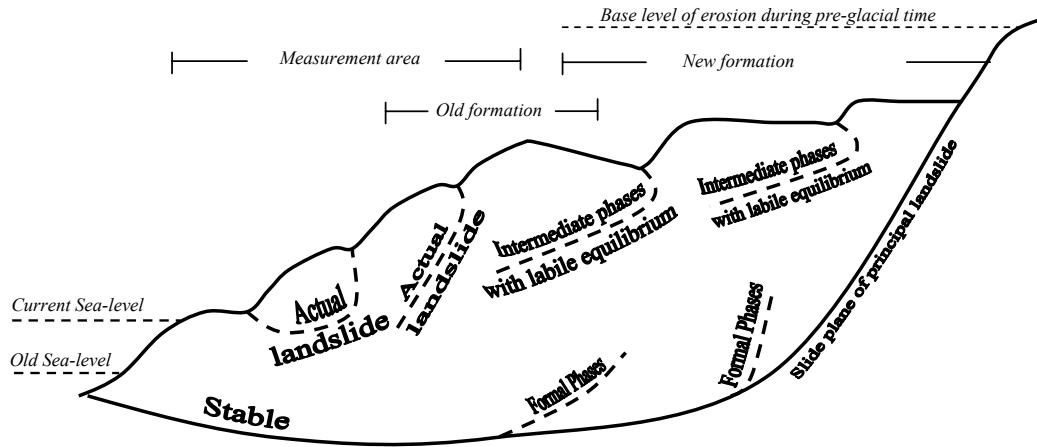 Base level of erosion during pre-glacial time
Measurement area
New formation
Old formation
Intermediate phases
with labile equilibrium
Intermediate phases
with labile equilibrium
Actual
landslide
Actual
landslide
Current Sea-level
Old Sea-level
Stable
Formal Phases
Formal Phases
Slide plane of principal landslide